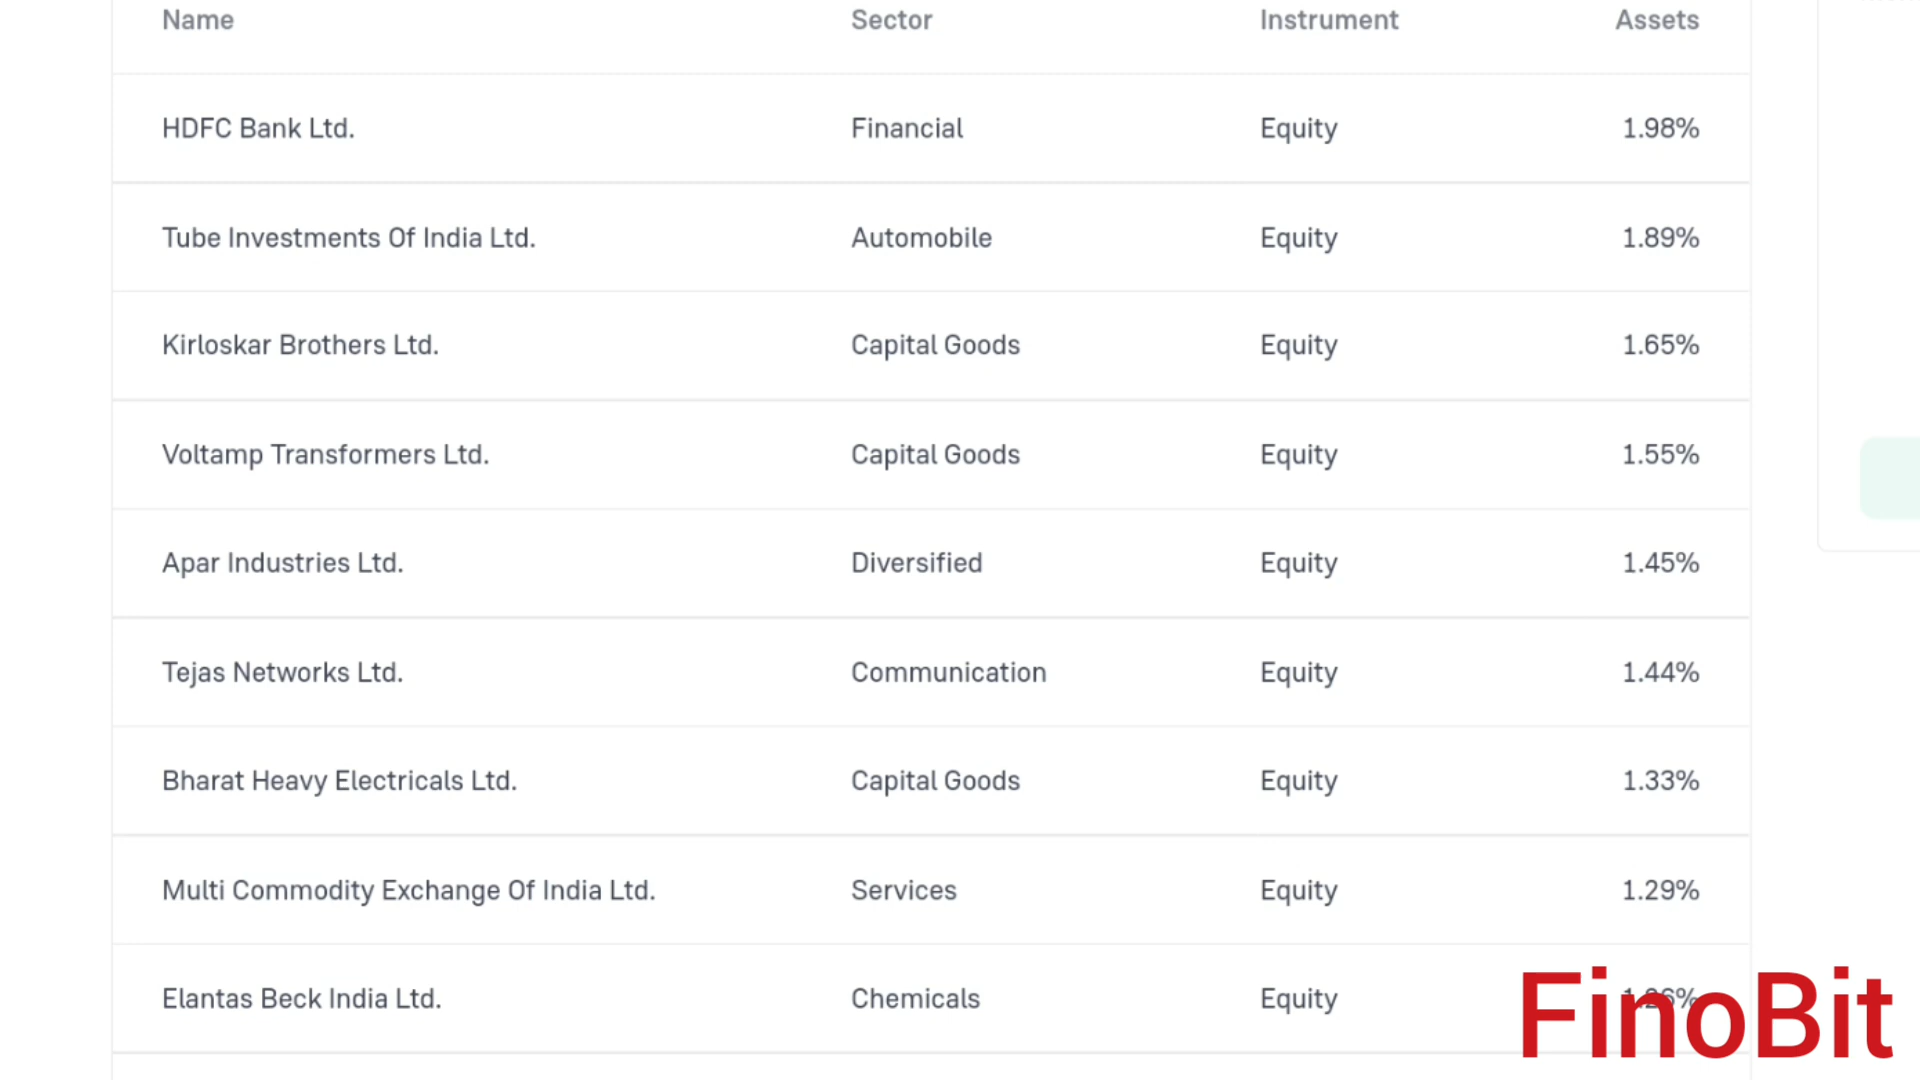 Name Sector Instrument Assets
HDFC Bank Ltd. Financial Equity 1.98%
Tube Investments Of India Ltd. Automobile Equity 1.89%
Kirloskar Brothers Ltd. Capital Goods Equity 1.65%
Voltamp Transformers Ltd. Capital Goods Equity 1.55%
Apar Industries Ltd. Diversified Equity 1.45%
Tejas Networks Ltd. Communication Equity 1.44%
Bharat Heavy Electricals Ltd. Capital Goods Equity 1.33%
Multi Commodity Exchange Of India Ltd. Services Equity 1.29%
Elantas Beck India Ltd. Chemicals Equity
FinoBit